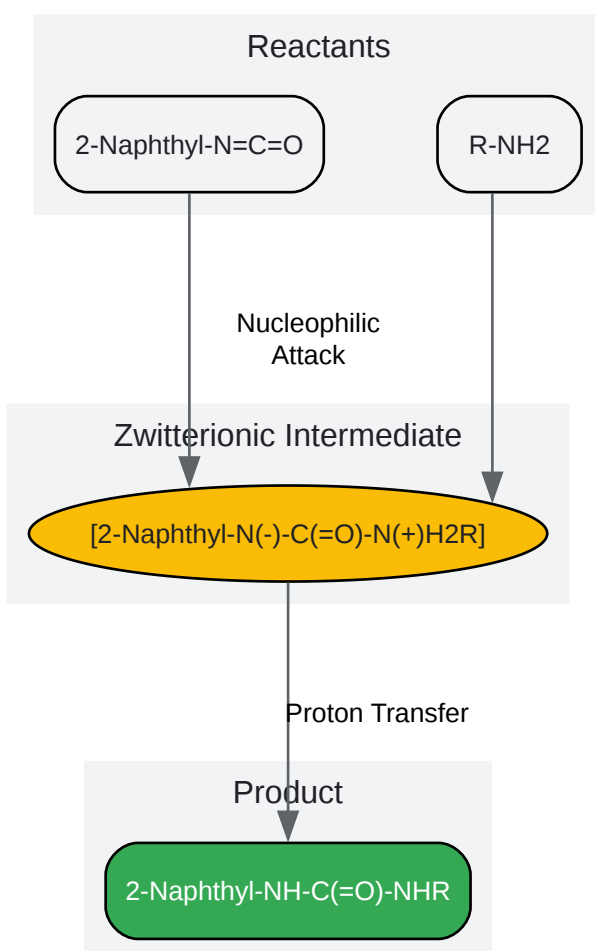 Reactants
2-Naphthyl-N=C=O
R-NH2
Nucleophilic
Attack
Zwitterionic Intermediate
[2-Naphthyl-N(-)-C(=O)-N(+)H2R]
Proton Transfer
Product
2-Naphthyl-NH-C(=O)-NHR